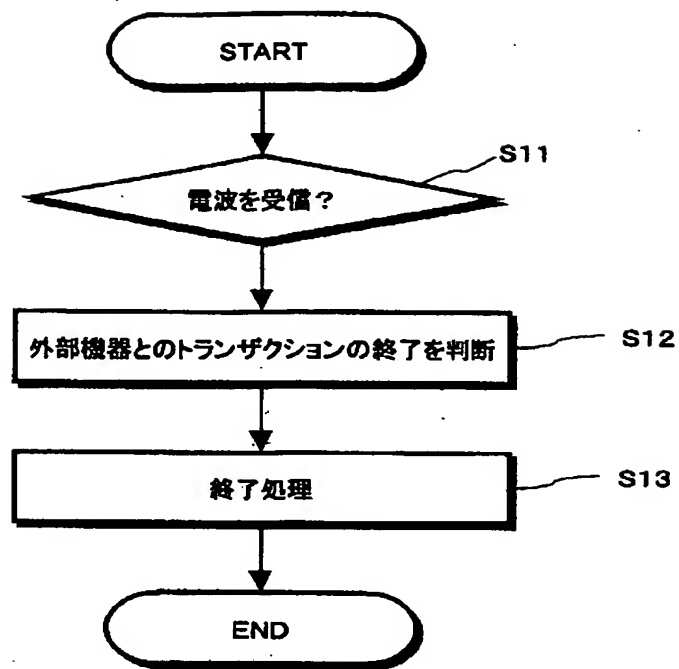 START
S11
電波を受信?
外部機器とのトランザクションの終了を判断
S12
終了処理
S13
END